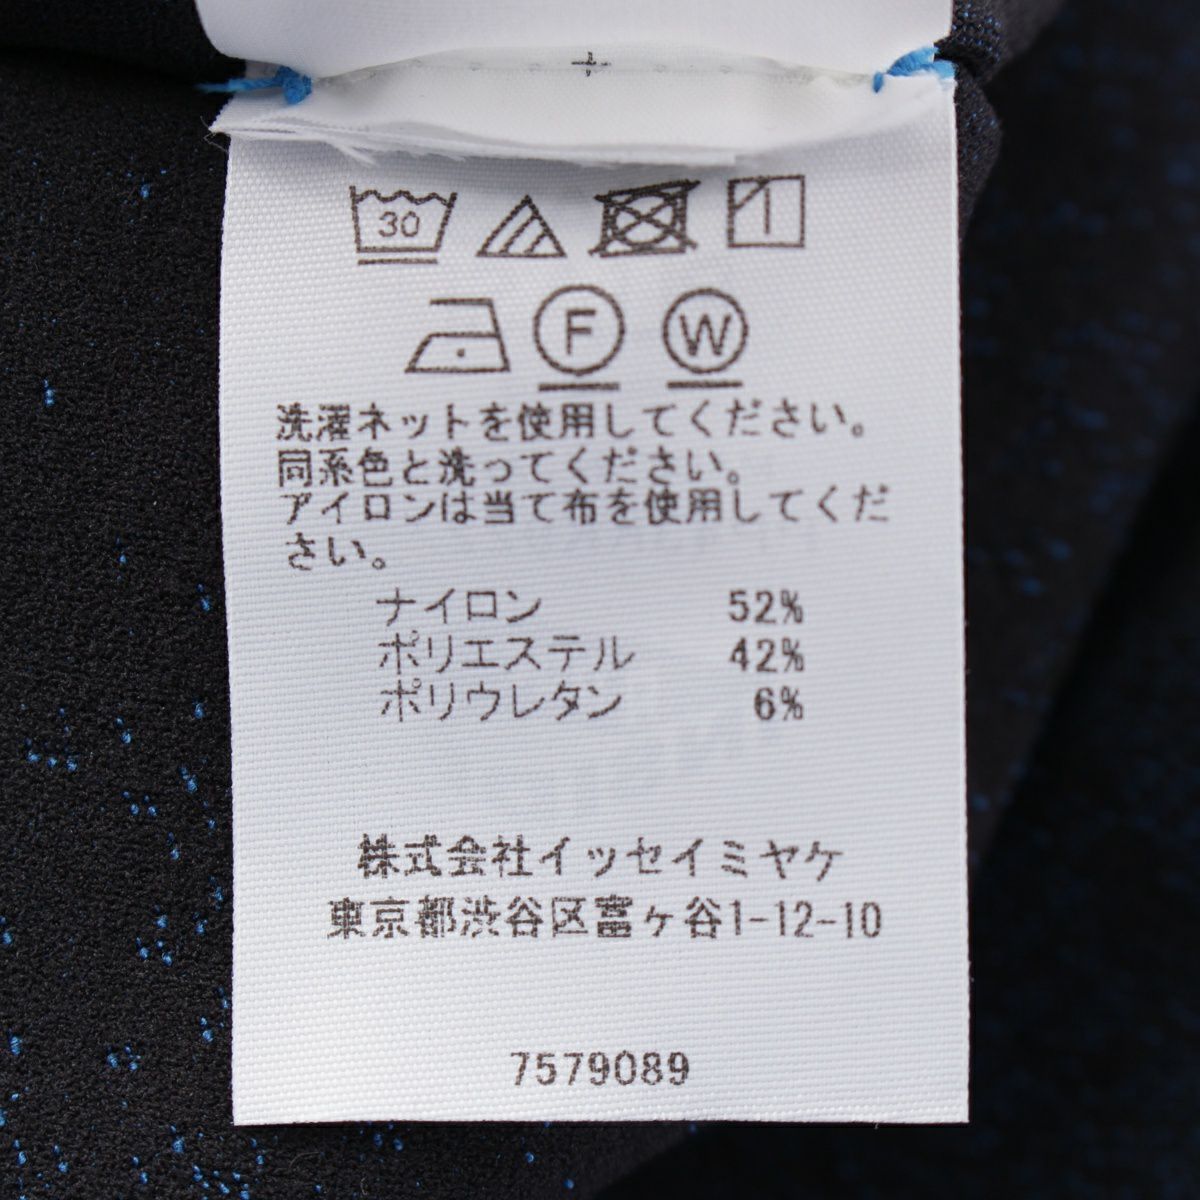 30
F W
洗濯ネットを使用してください。
同系色と洗ってください。
アイロンは当て布を使用してくだ
さい。
ナイロン 52%
ポリエステル 42%
ポリウレタン 6%
株式会社イッセイミヤケ
東京都渋谷区富ヶ谷1-12-10
7579089